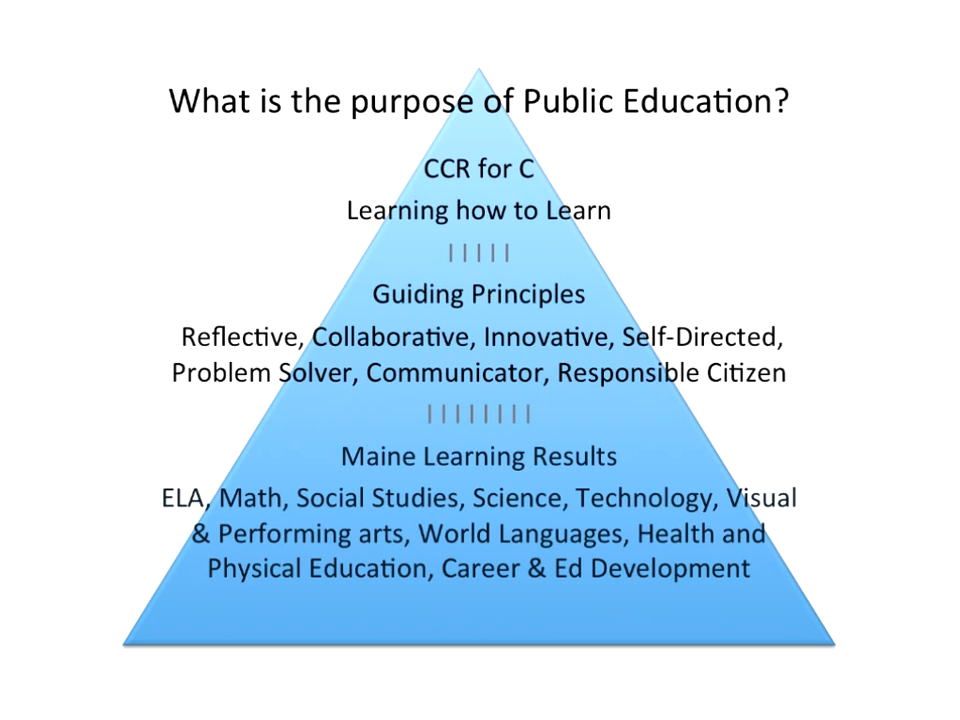 What is the purpose of Public Education?
CCR for C
Learning how to Learn
| | | | |
Guiding Principles
Reflective, Collaborative, Innovative, Self-Directed,
Problem Solver, Communicator, Responsible Citizen
| | | | | | | |
Maine Learning Results
ELA, Math, Social Studies, Science, Technology, Visual
& Performing arts, World Languages, Health and
Physical Education, Career & Ed Development